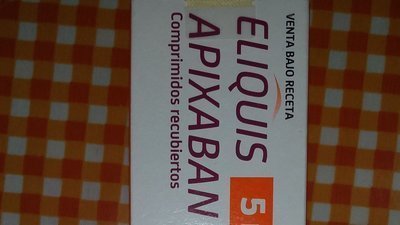 VENTA BAJO RECETA
ELIQUIS 5
APIXABAN
Comprimidos recubiertos